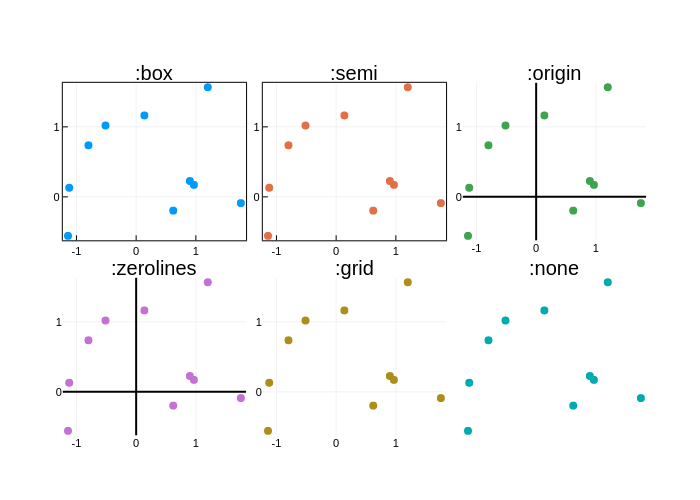 :box :semi :origin
1 1 1
0 0 0
-1 0 1 -1 0 1 -1 0 1
:zerolines :grid :none
1 1
0 0
-1 0 1 -1 0 1